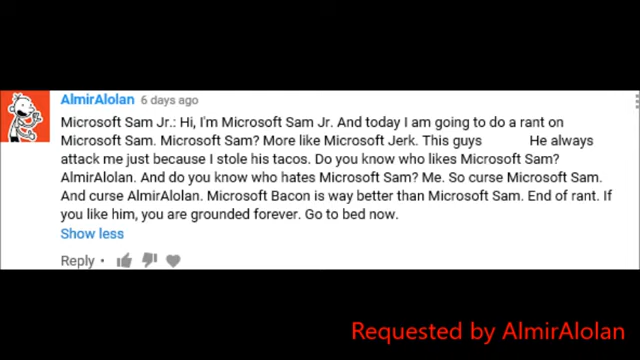 AlmirAlolan 6 days ago
Microsoft Sam Jr.: Hi, I'm Microsoft Sam Jr. And today I am going to do a rant on
Microsoft Sam. Microsoft Sam? More like Microsoft Jerk. This guys He always
attack me just because I stole his tacos. Do you know who likes Microsoft Sam?
AlmirAlolan. And do you know who hates Microsoft Sam? Me. So curse Microsoft Sam.
And curse AlmirAlolan. Microsoft Bacon is way better than Microsoft Sam. End of rant. If
you like him, you are grounded forever. Go to bed now.
Show less
Reply •
Requested by AlmirAlolan